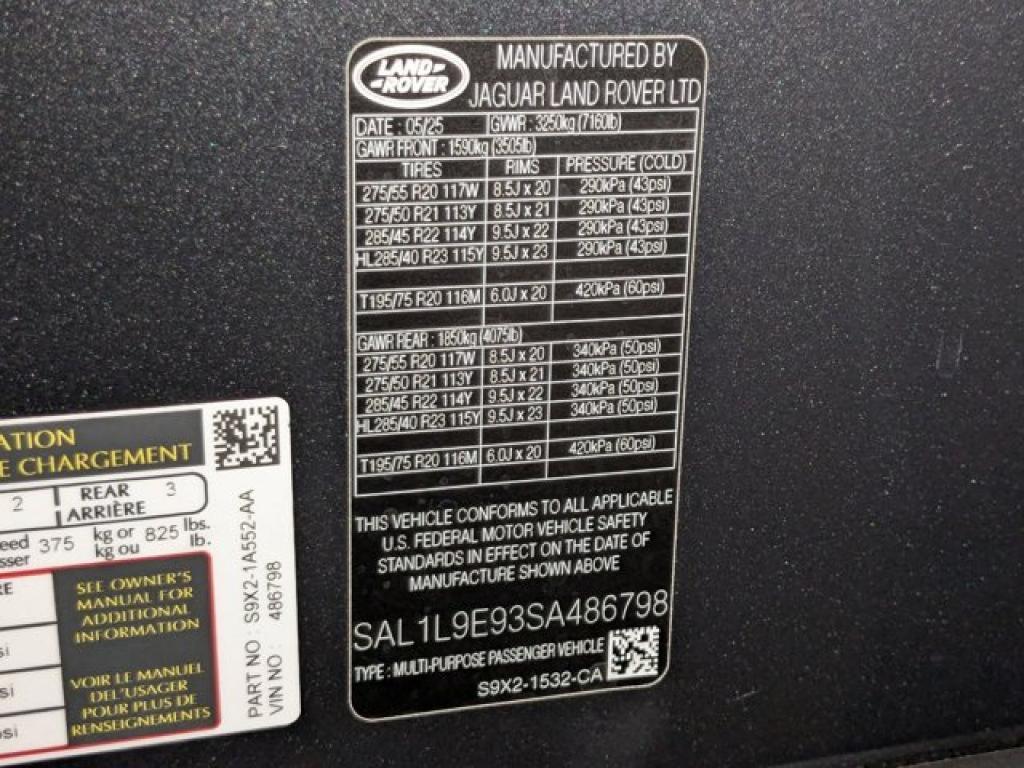 LAND
ROVER
MANUFACTURED BY
JAGUAR LAND ROVER LTD
DATE : 05/25 GVWR : 3250kg (7160lb)
GAWR FRONT : 1590kg (3505lb)
TIRES RIMS PRESSURE (COLD)
275/55 R20 117W 8.5J x 20 290kPa (43psi)
275/50 R21 113Y 8.5J x 21 290kPa (43psi)
285/45 R22 114Y 9.5J x 22 290kPa (43psi)
HL285/40 R23 115Y 9.5J x 23 290kPa (43psi)
T195/75 R20 116M 6.0J x 20 420kPa (60psi)
GAWR REAR : 1850kg (4075lb)
275/55 R20 117W 8.5J x 20 340kPa (50psi)
275/50 R21 113Y 8.5J x 21 340kPa (50psi)
285/45 R22 114Y 9.5J x 22 340kPa (50psi)
HL285/40 R23 115Y 9.5J x 23 340kPa (50psi)
T195/75 R20 116M 6.0J x 20 420kPa (60psi)
THIS VEHICLE CONFORMS TO ALL APPLICABLE
U.S. FEDERAL MOTOR VEHICLE SAFETY
STANDARDS IN EFFECT ON THE DATE OF
MANUFACTURE SHOWN ABOVE
SAL1L9E93SA486798
TYPE : MULTI-PURPOSE PASSENGER VEHICLE
S9X2-1532-CA
ATION
E CHARGEMENT
2 REAR 3
ARRIÈRE
eed 375 kg or 825 lbs.
sser kg ou lb.
RE
SEE OWNER'S
MANUAL FOR
ADDITIONAL
INFORMATION
si
VOIR LE MANUEL
DEL'USAGER
POUR PLUS DE
RENSEIGNEMENTS
si
si
PART NO : S9X2-1A552-AA
VIN NO : 486798